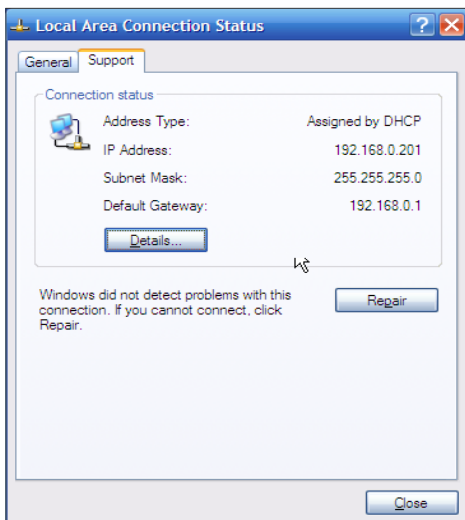 Local Area Connection Status
General Support
Connection status
Address Type: Assigned by DHCP
IP Address: 192.168.0.201
Subnet Mask: 255.255.255.0
Default Gateway: 192.168.0.1
Details...
Windows did not detect problems with this
connection. If you cannot connect, click
Repair.
Repair
Close